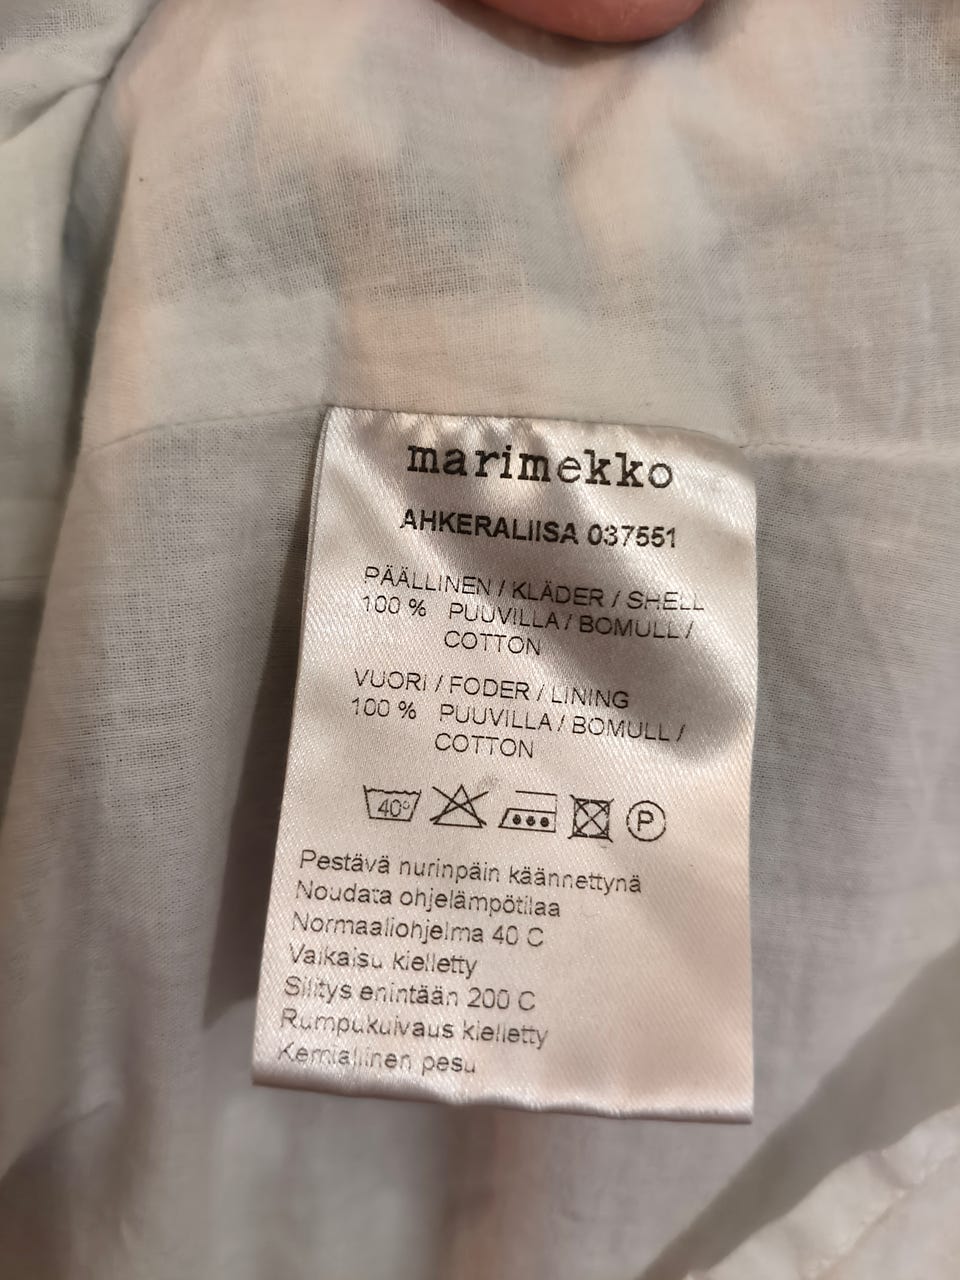 marimekko
AHKERALIISA 037551
PÄÄLLINEN / KLÄDER / SHELL
100 % PUUVILLA / BOMULL /
COTTON
VUORI / FODER / LINING
100 % PUUVILLA / BOMULL /
COTTON
40° P
Pestävä nurinpäin käännettynä
Noudata ohjelämpötilaa
Normaaliohjelma 40 C
Valkaisu kielletty
Silitys enintään 200 C
Rumpukuivaus kielletty
Kemiallinen pesu